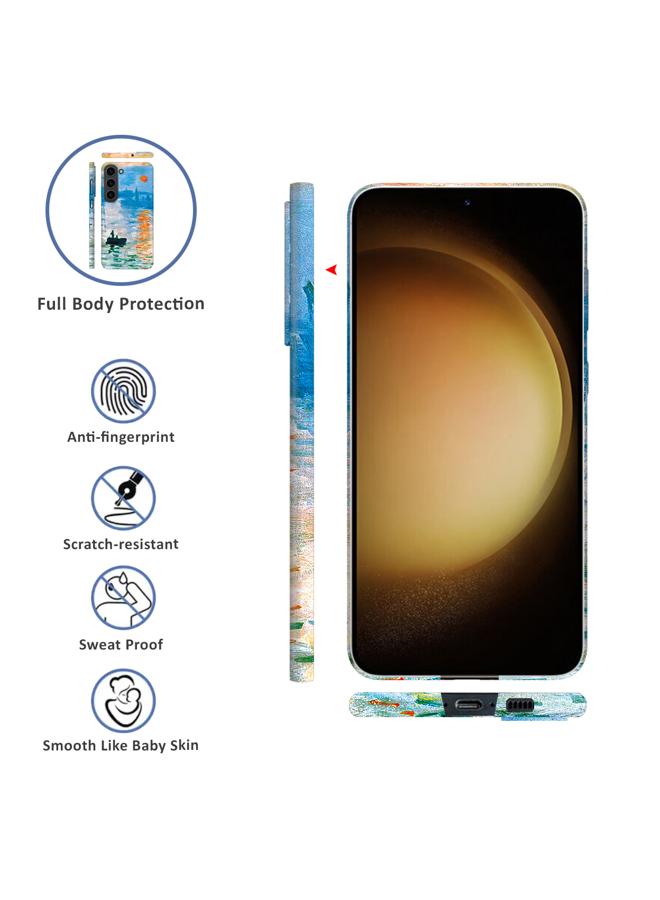 Full Body Protection
Anti-fingerprint
Scratch-resistant
Sweat Proof
Smooth Like Baby Skin